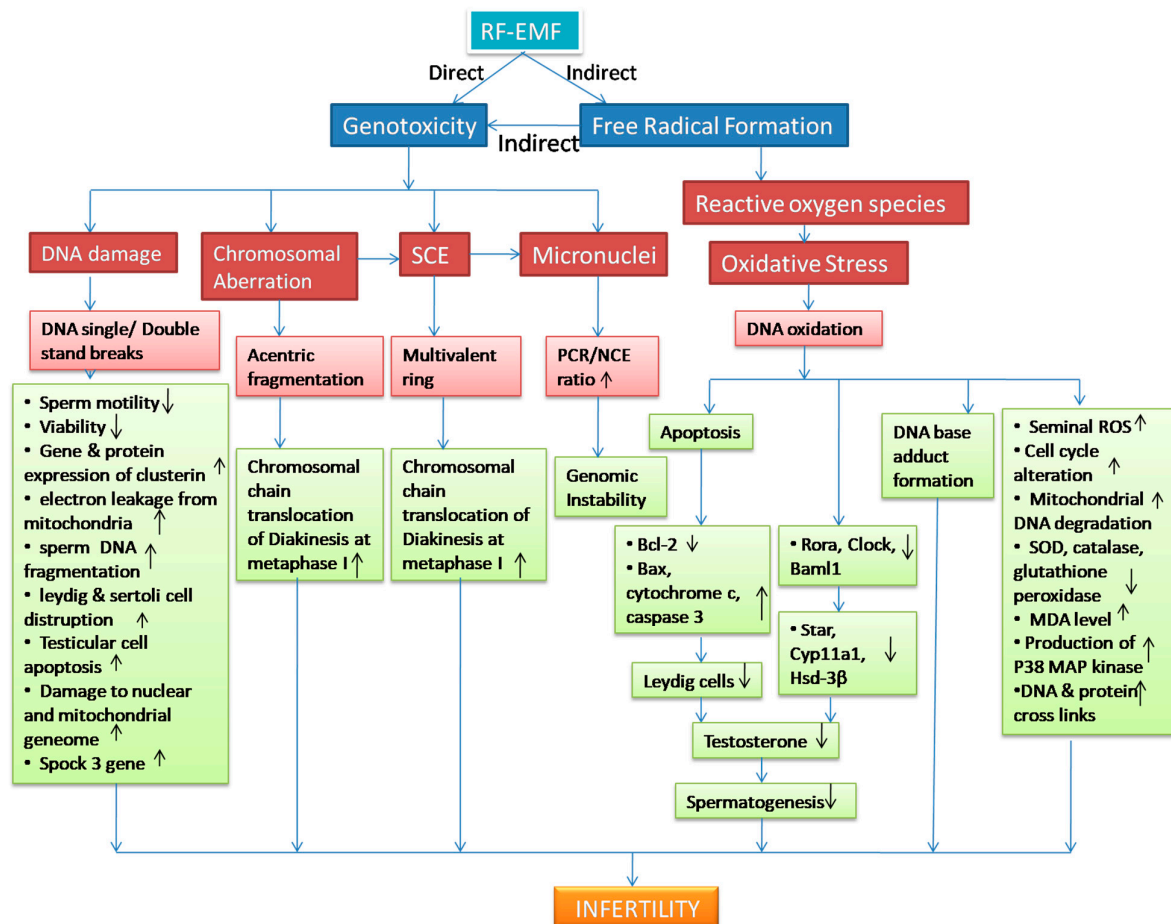 RF-EMF
Direct
Indirect
Genotoxicity
Free Radical Formation
Indirect
Reactive oxygen species
DNA damage
Chromosomal
Aberration
SCE
Micronuclei
Oxidative Stress
DNA single/ Double
stand breaks
Acentric
fragmentation
Multivalent
ring
PCR/NCE
ratio ↑
DNA oxidation
• Sperm motility ↓
• Viability ↓
• Gene & protein
expression of clusterin ↑
• electron leakage from
mitochondria ↑
• sperm DNA ↑
fragmentation
• leydig & sertoli cell
distruption ↑
• Testicular cell
apoptosis ↑
• Damage to nuclear
and mitochondrial
geneome ↑
• Spock 3 gene ↑
Chromosomal
chain
translocation
of Diakinesis at
metaphase I ↑
Chromosomal
chain
translocation of
Diakinesis at
metaphase I ↑
Genomic
Instability
Apoptosis
• Bcl-2 ↓
• Bax,
cytochrome c, ↑
caspase 3
Leydig cells ↓
• Rora, Clock, ↓
Baml1
• Star,
Cyp11a1, ↓
Hsd-3β
Testosterone ↓
Spermatogenesis ↓
DNA base
adduct
formation
• Seminal ROS ↑
• Cell cycle
alteration ↑
• Mitochondrial ↑
DNA degradation
• SOD, catalase,
glutathione
peroxidase ↓
• MDA level ↑
• Production of ↑
P38 MAP kinase
•DNA & protein ↑
cross links
INFERTILITY